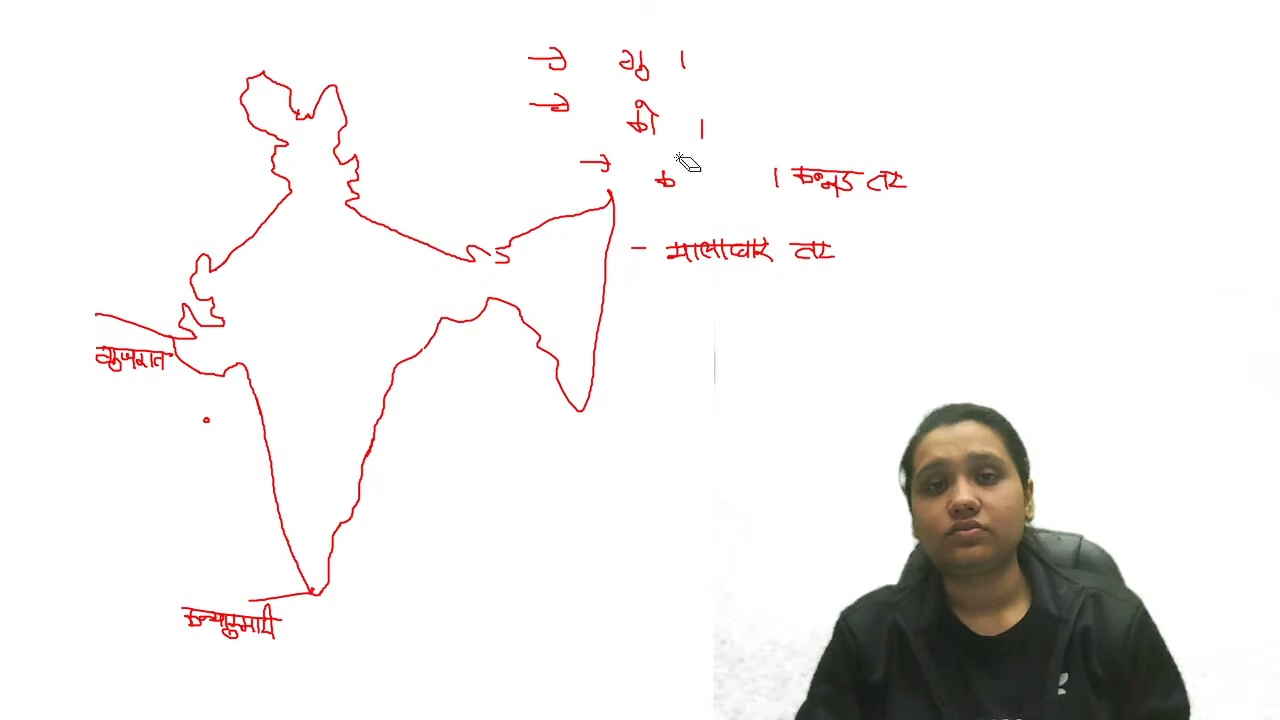 → गु ।
→ को ।
→ क । कन्नड तट
- मालाबार तट
गुजरात
कन्याकुमारी